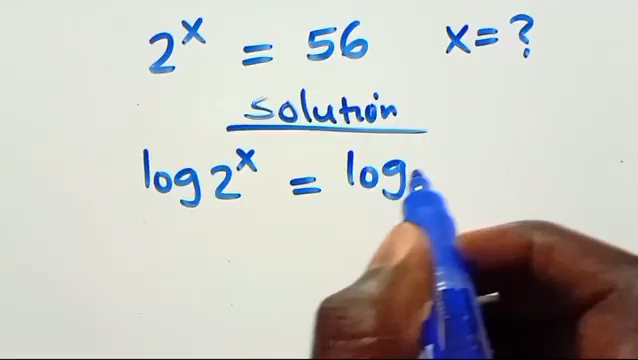 2^x = 56 x = ?
Solution
log 2^x = log